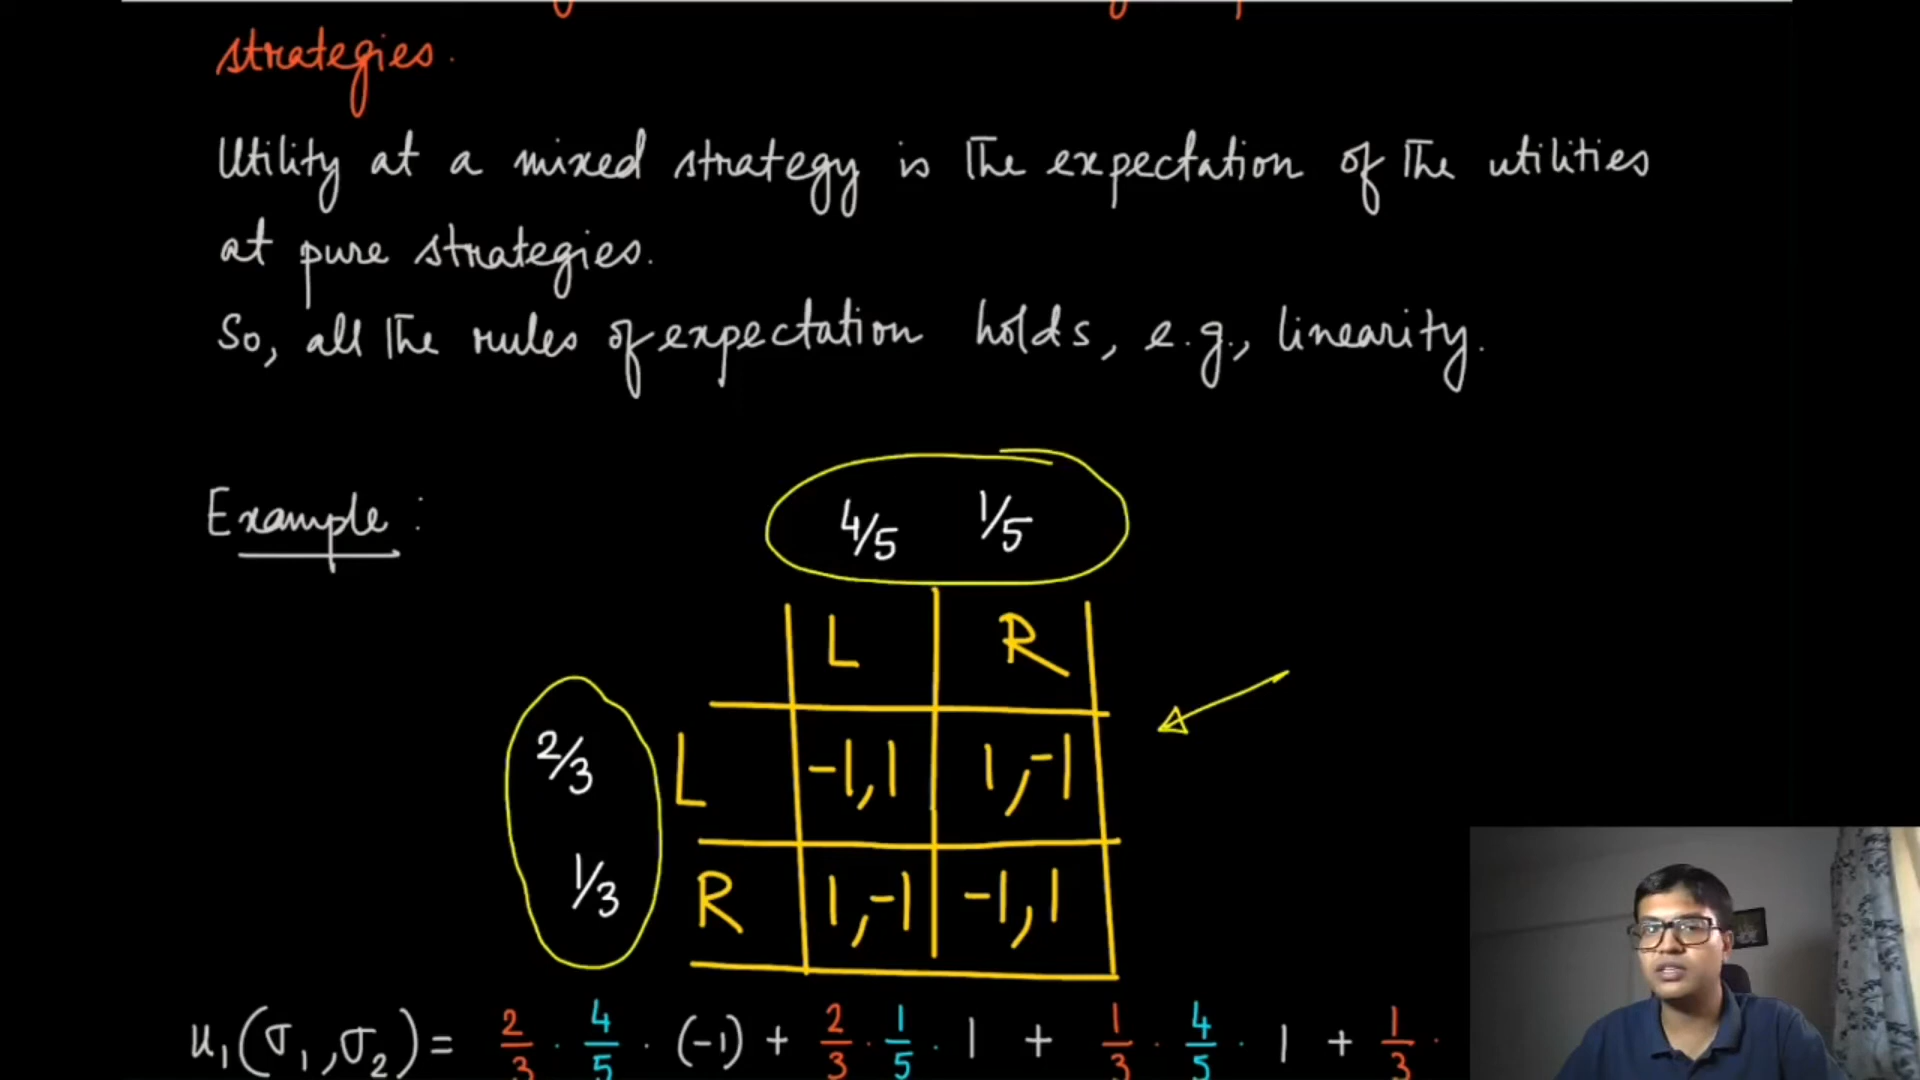 strategies.
Utility at a mixed strategy is the expectation of the utilities
at pure strategies.
So, all the rules of expectation holds, e.g., linearity.
Example:
4/5 1/5
L R
2/3 L -1,1 1,-1
1/3 R 1,-1 -1,1
u₁(σ₁,σ₂) = 2/3 · 4/5 · (-1) + 2/3 · 1/5 · 1 + 1/3 · 4/5 · 1 + 1/3 ·